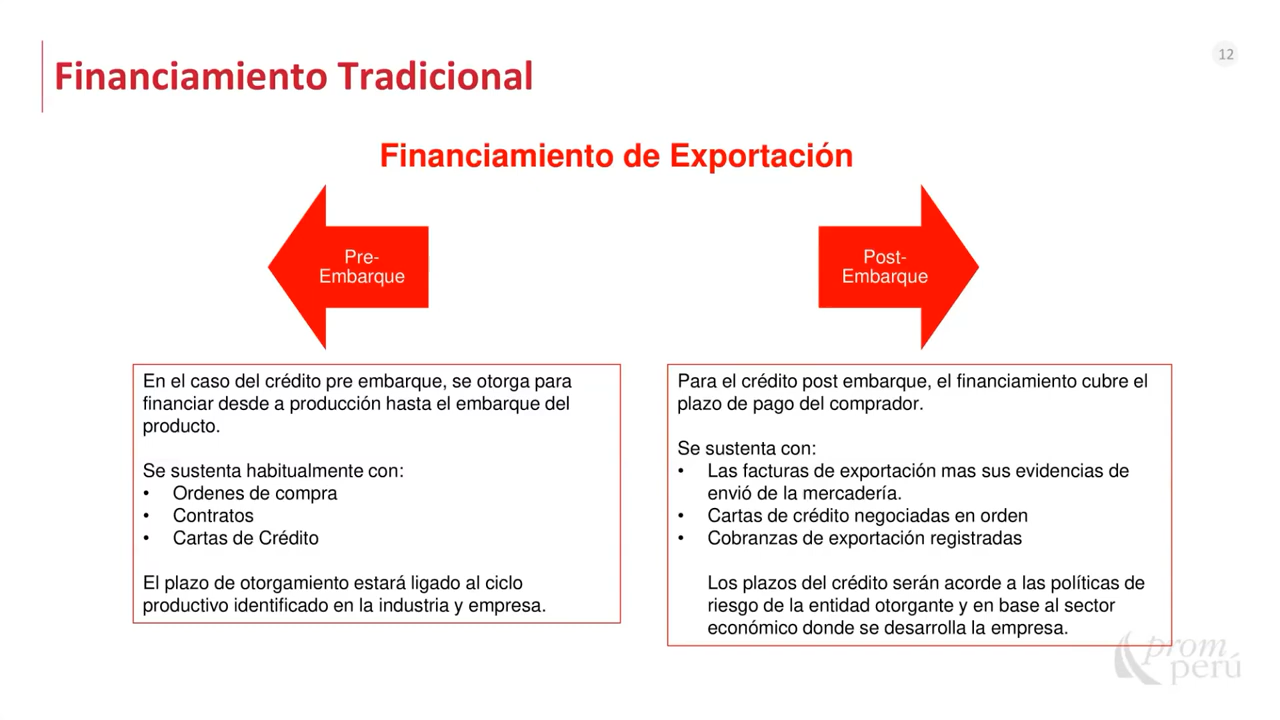 12
Financiamiento Tradicional
Financiamiento de Exportación
Pre-
Embarque
Post-
Embarque
En el caso del crédito pre embarque, se otorga para
financiar desde a producción hasta el embarque del
producto.
Se sustenta habitualmente con:
• Ordenes de compra
• Contratos
• Cartas de Crédito
El plazo de otorgamiento estará ligado al ciclo
productivo identificado en la industria y empresa.
Para el crédito post embarque, el financiamiento cubre el
plazo de pago del comprador.
Se sustenta con:
• Las facturas de exportación mas sus evidencias de
envió de la mercadería.
• Cartas de crédito negociadas en orden
• Cobranzas de exportación registradas
Los plazos del crédito serán acorde a las políticas de
riesgo de la entidad otorgante y en base al sector
económico donde se desarrolla la empresa.
prom
perú